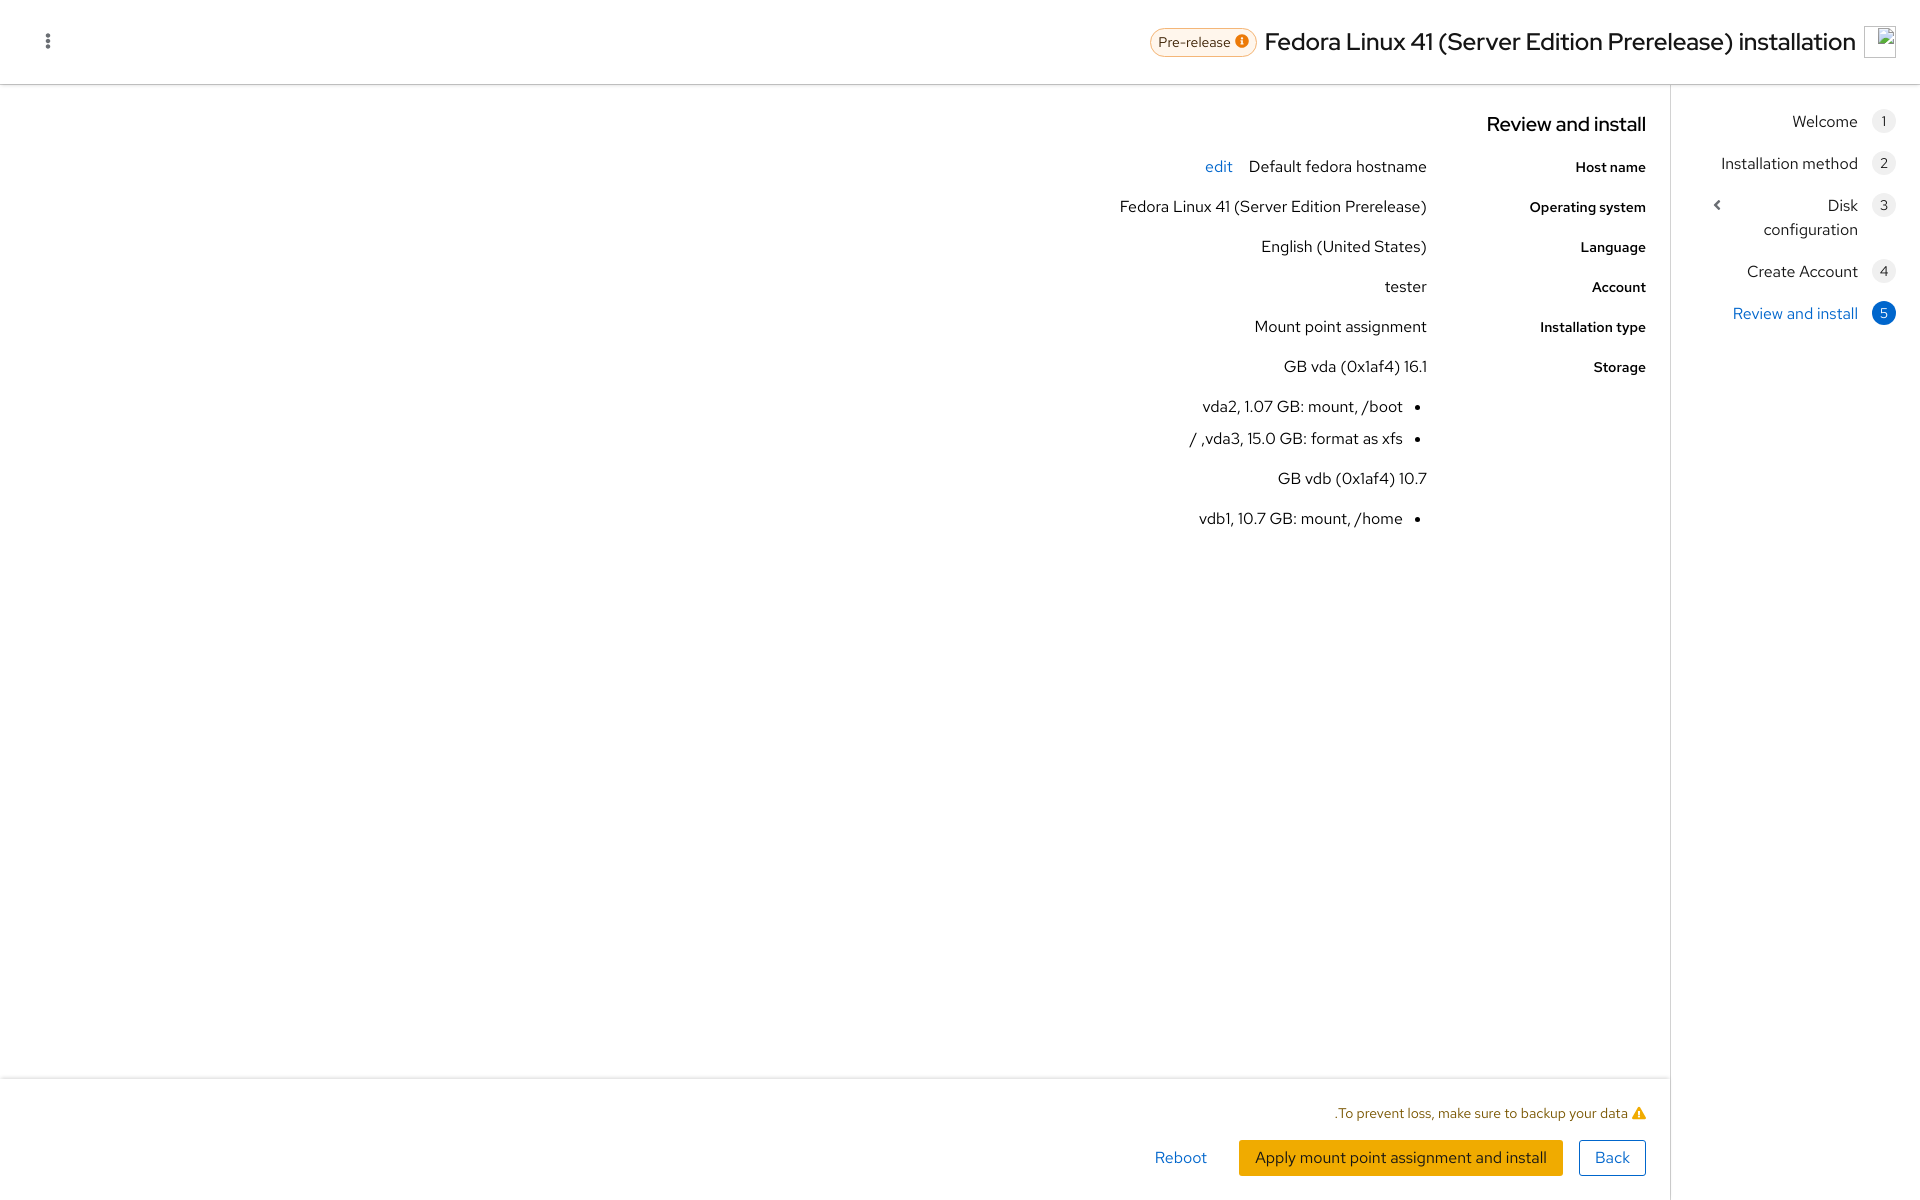 Fedora Linux 41 (Server Edition Prerelease) installation
Pre-release
1 Welcome
2 Installation method
3 Disk
configuration
4 Create Account
5 Review and install
Review and install
Host name
Default fedora hostname edit
Operating system
Fedora Linux 41 (Server Edition Prerelease)
Language
English (United States)
Account
tester
Installation type
Mount point assignment
Storage
GB vda (0x1af4) 16.1
• vda2, 1.07 GB: mount, /boot
• / ,vda3, 15.0 GB: format as xfs
GB vdb (0x1af4) 10.7
• vdb1, 10.7 GB: mount, /home
.To prevent loss, make sure to backup your data
Back
Apply mount point assignment and install
Reboot